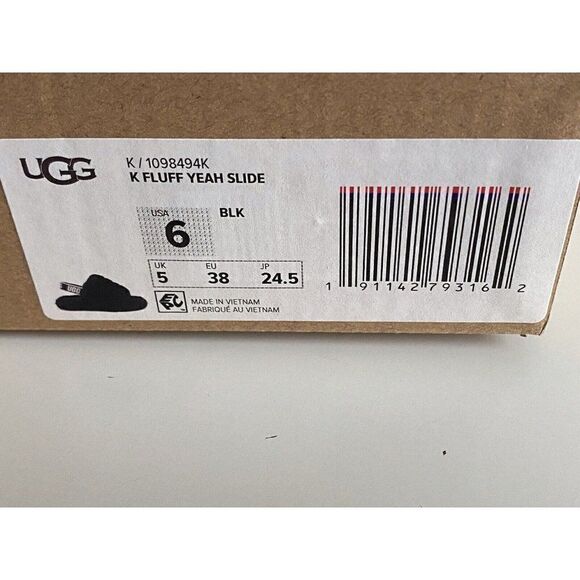 UGG
K / 1098494K
K FLUFF YEAH SLIDE
USA
6
BLK
UK EU JP
5 38 24.5
UGG
MADE IN VIETNAM
FABRIQUÉ AU VIETNAM
1 91142 79316 2